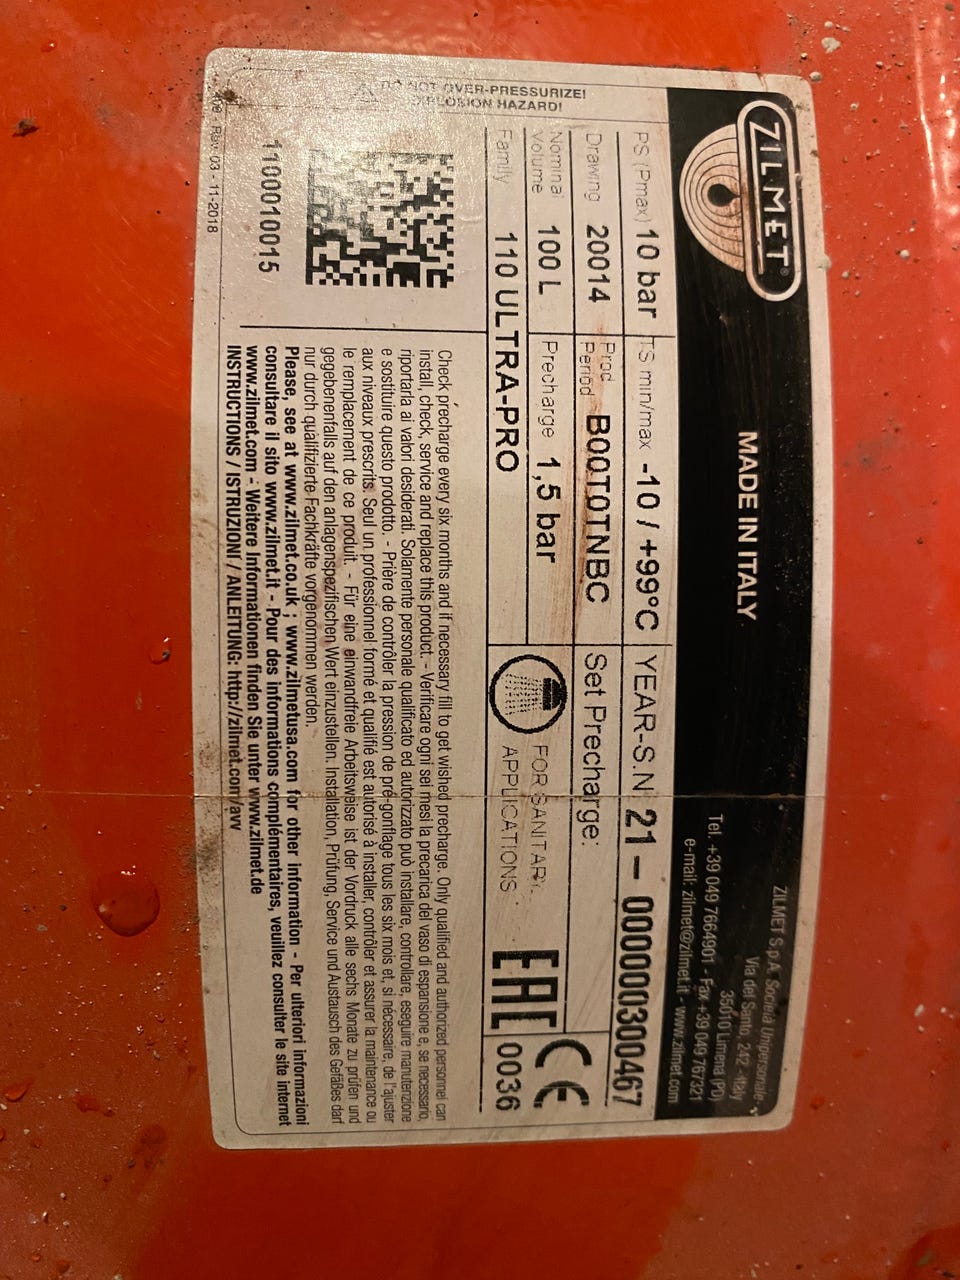 ZILMET®
MADE IN ITALY
ZILMET S.p.A. Società Unipersonale
Via del Santo, 242 - Italy
35010 Limena (PD)
Tel. +39 049 7664901 - Fax +39 049 767321
e-mail: zilmet@zilmet.it - www.zilmet.com
PS (Pmax) 10 bar TS min/max -10 / +99°C YEAR-S.N 21 – 000000300467
Drawing 20014 Prod Period B00T0TNBC Set Precharge:
Nominal Volume 100 L Precharge 1,5 bar FOR SANITARY APPLICATIONS
Family 110 ULTRA-PRO
EAC CE 0036
DO NOT OVER-PRESSURIZE!
EXPLOSION HAZARD!
Check precharge every six months and if necessary fill to get wished precharge. Only qualified and authorized personnel can
install, check, service and replace this product. - Verificare ogni sei mesi la precarica del vaso di espansione e, se necessario,
riportarla ai valori desiderati. Solamente personale qualificato ed autorizzato può installare, controllare, eseguire manutenzione
e sostituire questo prodotto. - Prière de contrôler la pression de pré-gonflage tous les six mois et, si nécessaire, de l'ajuster
aux niveaux prescrits. Seul un professionnel formé et qualifié est autorisé à installer, contrôler et assurer la maintenance ou
le remplacement de ce produit. - Für eine einwandfreie Arbeitsweise ist der Vordruck alle sechs Monate zu prüfen und
gegebenenfalls auf den anlagenspezifischen Wert einzustellen. Installation, Prüfung, Service und Austausch des Gefäßes darf
nur durch qualifizierte Fachkräfte vorgenommen werden.
Please, see at www.zilmet.co.uk ; www.zilmetusa.com for other information - Per ulteriori informazioni
consultare il sito www.zilmet.it - Pour des informations complémentaires, veuillez consulter le site internet
www.zilmet.com - Weitere Informationen finden Sie unter www.zilmet.de
INSTRUCTIONS / ISTRUZIONI / ANLEITUNG: http://zilmet.com/avv
1100010015
Rev. 03 - 11-2018